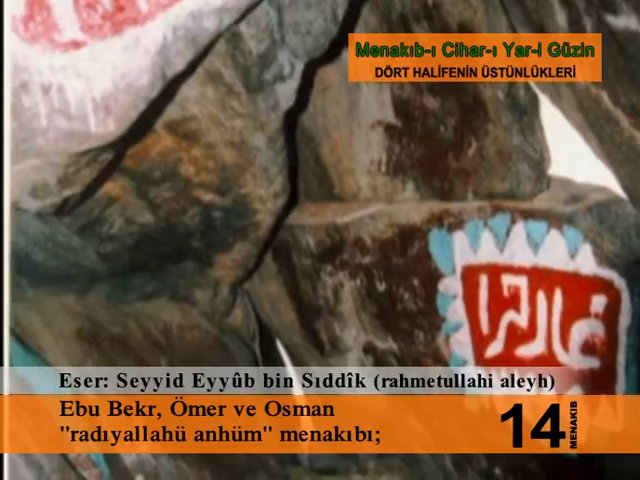 Menakıb-ı Cihar-ı Yar-i Güzin
DÖRT HALİFENİN ÜSTÜNLÜKLERİ
غار حرا
Eser: Seyyid Eyyûb bin Sıddîk (rahmetullahi aleyh)
Ebu Bekr, Ömer ve Osman
"radıyallahü anhüm" menakıbı;
14
MENAKIB